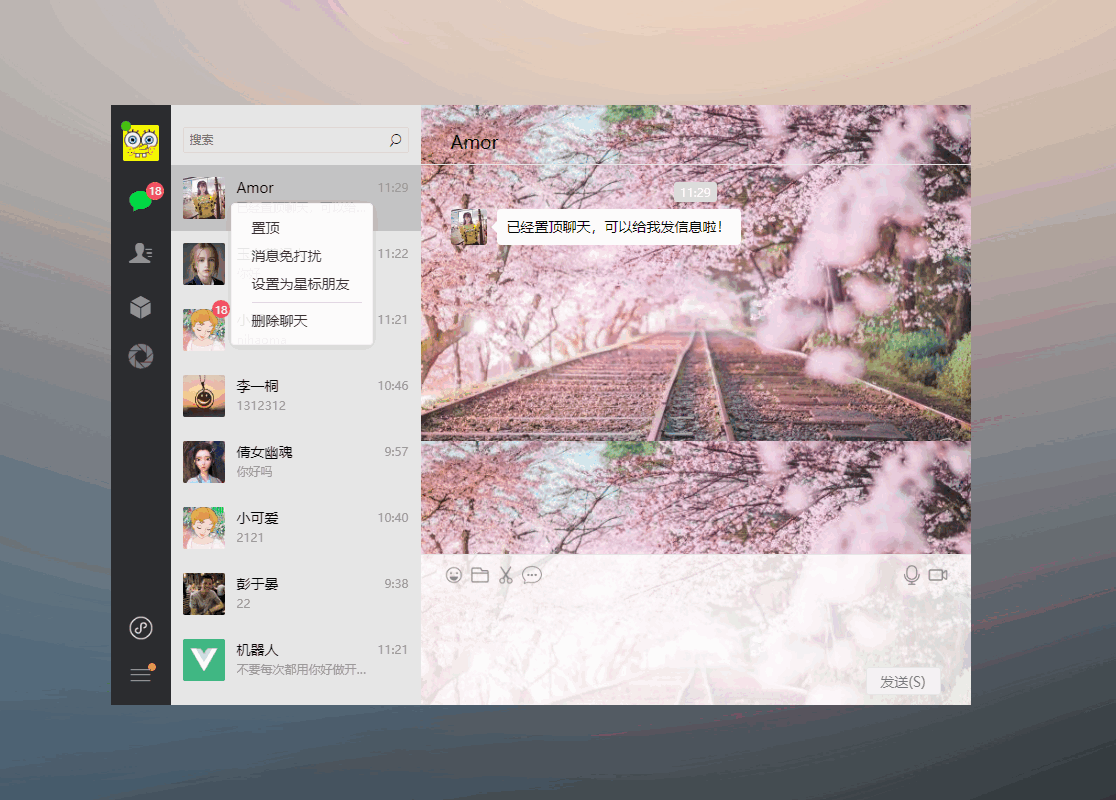 搜索
18
Amor
11:29
置顶
消息免打扰
设置为星标朋友
删除聊天
11:22
18
11:21
李一桐
10:46
1312312
倩女幽魂
9:57
你好吗
小可爱
10:40
2121
彭于晏
9:38
22
机器人
11:21
不要每次都用你好做开...
Amor
11:29
已经置顶聊天，可以给我发信息啦！
发送(S)